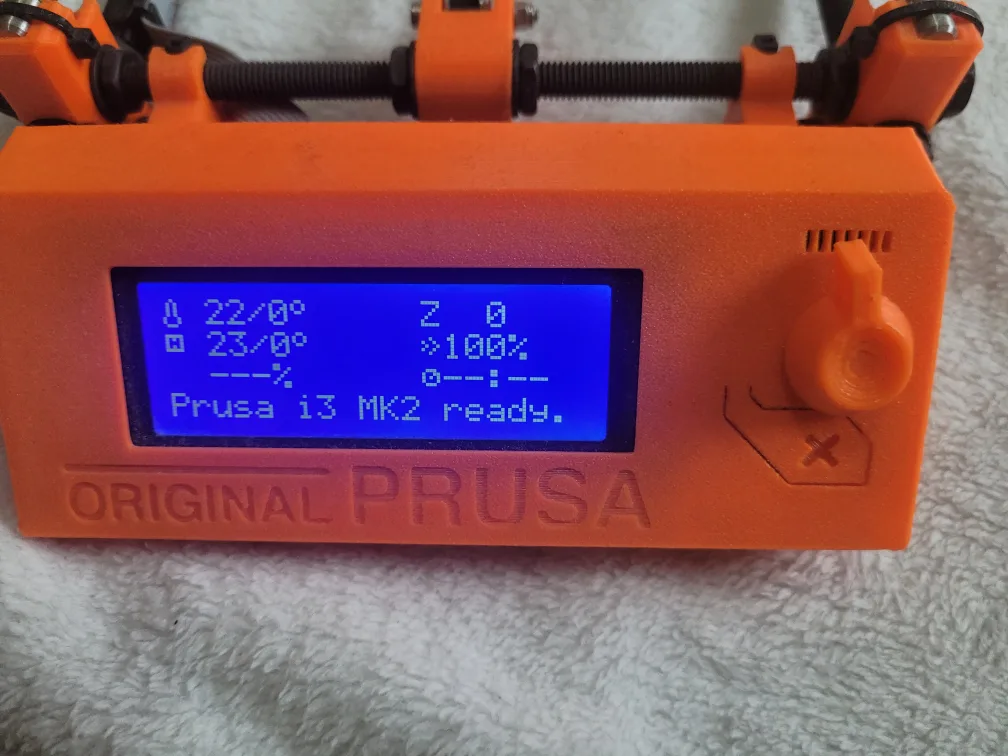 22/0° Z 0
23/0° »100%
---% --:--
Prusa i3 MK2 ready.
ORIGINAL PRUSA